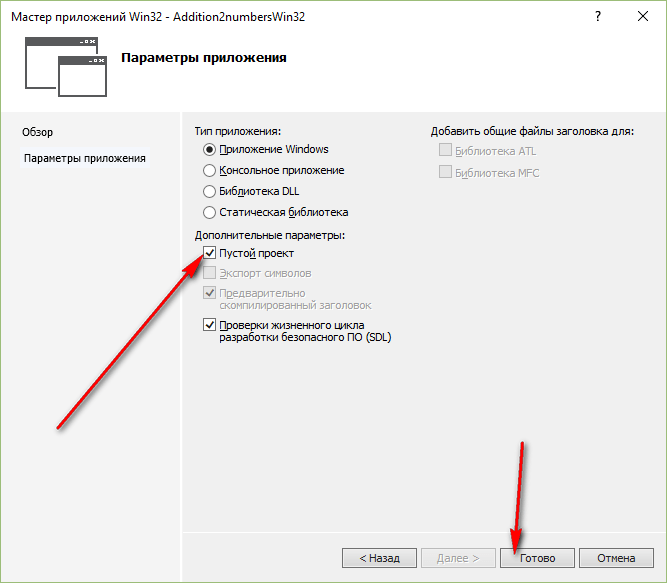 Мастер приложений Win32 - Addition2numbersWin32
?
Параметры приложения
Обзор
Параметры приложения
Тип приложения:
Приложение Windows
Консольное приложение
Библиотека DLL
Статическая библиотека
Дополнительные параметры:
Пустой проект
Экспорт символов
Предварительно
скомпилированный заголовок
Проверки жизненного цикла
разработки безопасного ПО (SDL)
Добавить общие файлы заголовка для:
Библиотека ATL
Библиотека MFC
< Назад
Далее >
Готово
Отмена